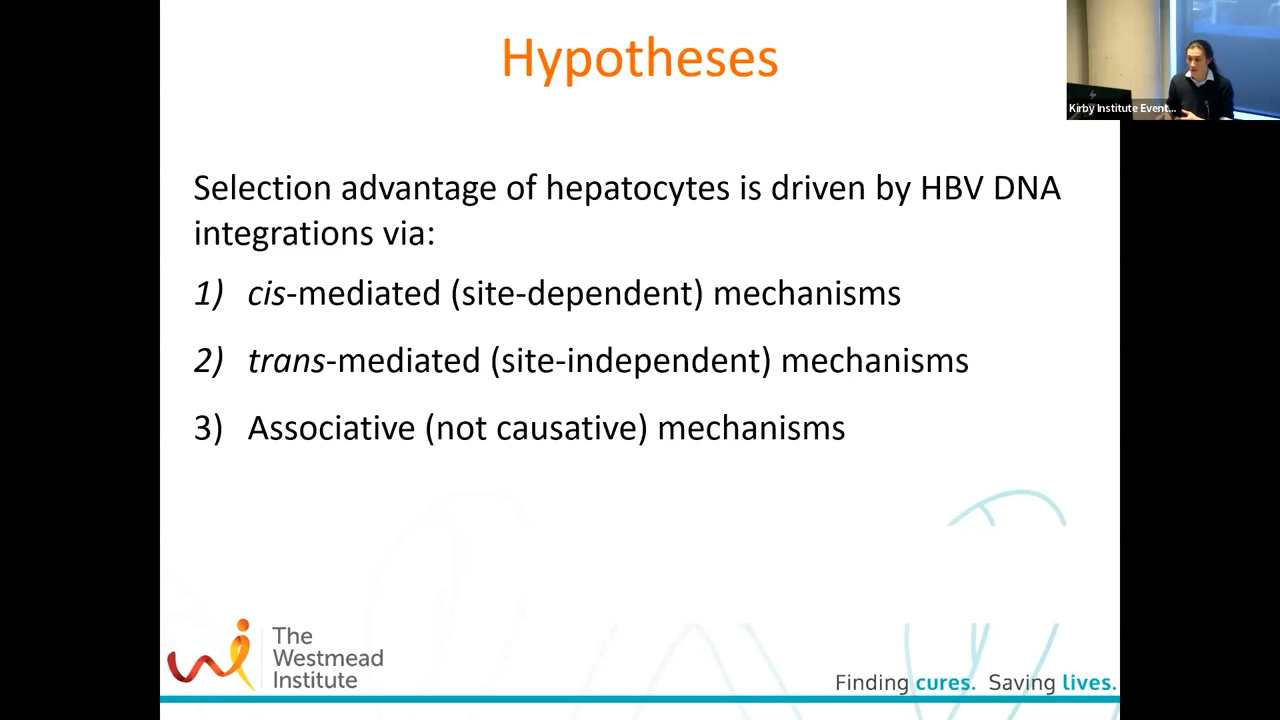 Hypotheses
Kirby Institute Event...
Selection advantage of hepatocytes is driven by HBV DNA
integrations via:
1) cis-mediated (site-dependent) mechanisms
2) trans-mediated (site-independent) mechanisms
3) Associative (not causative) mechanisms
The
Westmead
Institute
Finding cures. Saving lives.